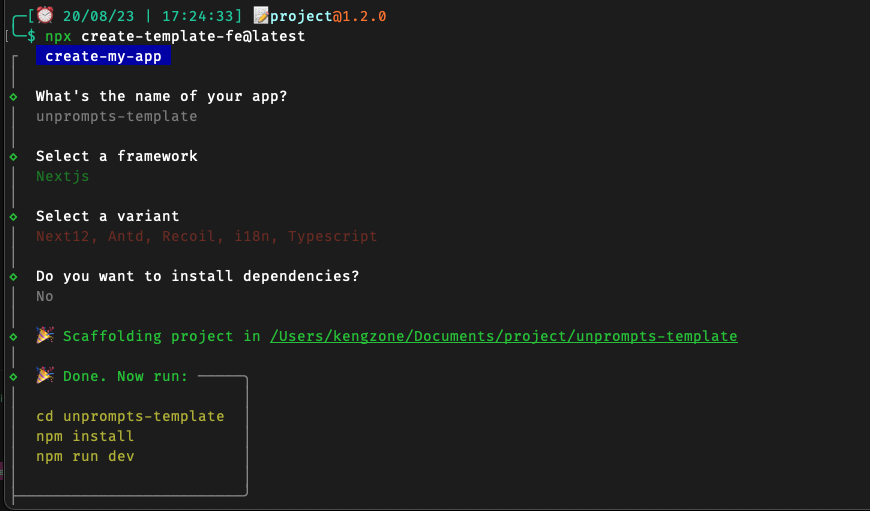 [⏰ 20/08/23 | 17:24:33] 📝project@1.2.0
$ npx create-template-fe@latest
create-my-app
What's the name of your app?
unprompts-template
Select a framework
Nextjs
Select a variant
Next12, Antd, Recoil, i18n, Typescript
Do you want to install dependencies?
No
🎉 Scaffolding project in /Users/kengzone/Documents/project/unprompts-template
🎉 Done. Now run:
cd unprompts-template
npm install
npm run dev